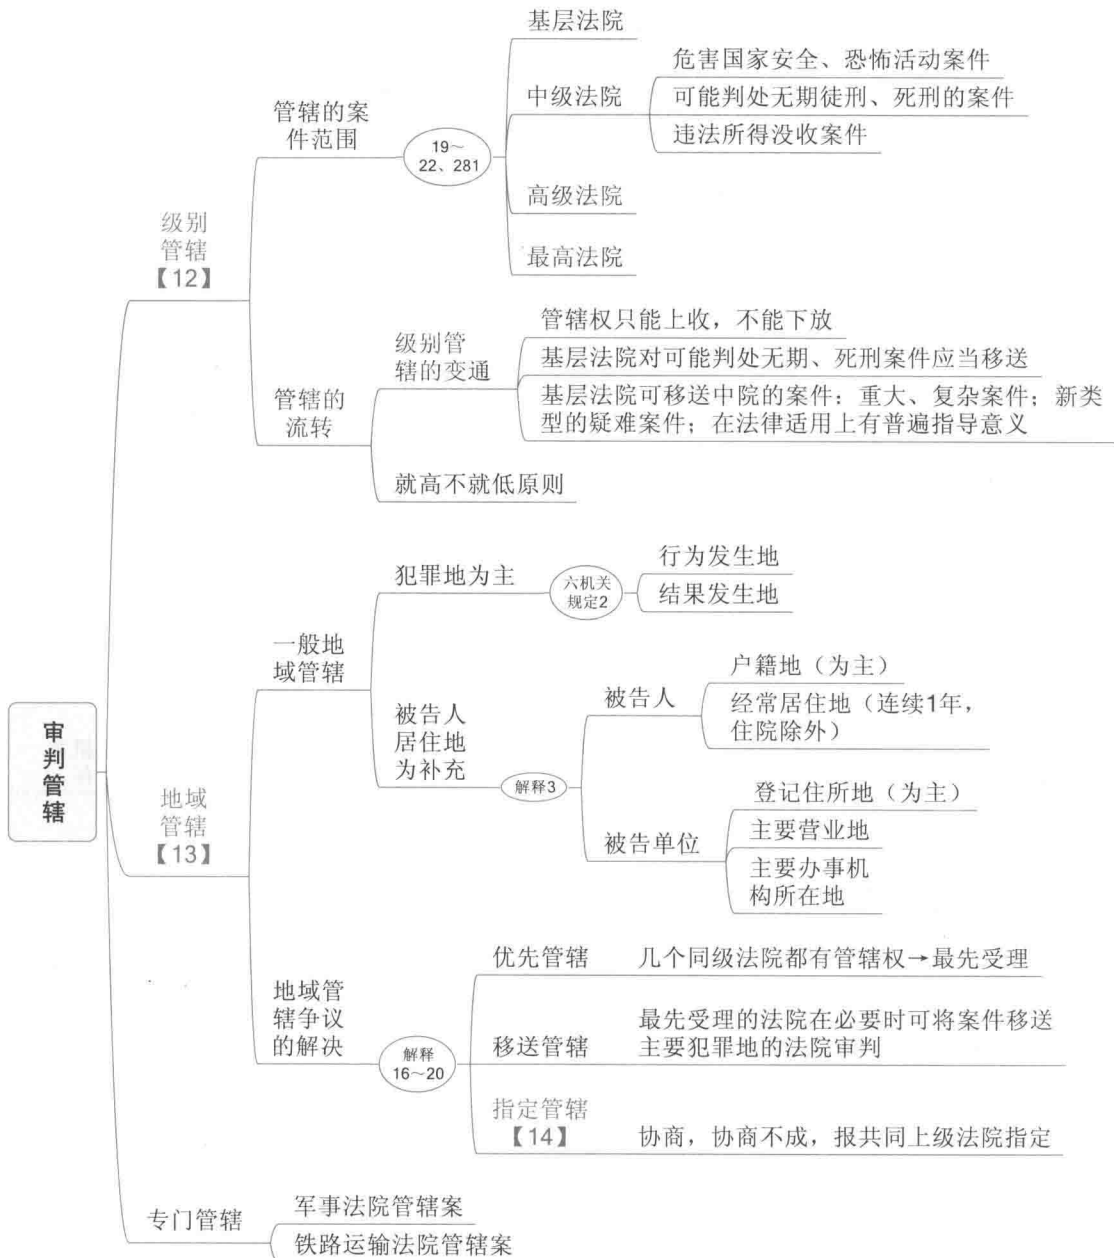 审判管辖
级别
管辖
【12】
管辖的案
件范围
19～
22、281
基层法院
中级法院
危害国家安全、恐怖活动案件
可能判处无期徒刑、死刑的案件
违法所得没收案件
高级法院
最高法院
管辖的
流转
级别管
辖的变通
管辖权只能上收，不能下放
基层法院对可能判处无期、死刑案件应当移送
基层法院可移送中院的案件：重大、复杂案件；新类
型的疑难案件；在法律适用上有普遍指导意义
就高不就低原则
地域
管辖
【13】
一般地
域管辖
犯罪地为主
六机关
规定2
行为发生地
结果发生地
被告人
居住地
为补充
解释3
被告人
户籍地（为主）
经常居住地（连续1年，
住院除外）
被告单位
登记住所地（为主）
主要营业地
主要办事机
构所在地
地域管
辖争议
的解决
解释
16～20
优先管辖
几个同级法院都有管辖权→最先受理
移送管辖
最先受理的法院在必要时可将案件移送
主要犯罪地的法院审判
指定管辖
【14】
协商，协商不成，报共同上级法院指定
专门管辖
军事法院管辖案
铁路运输法院管辖案